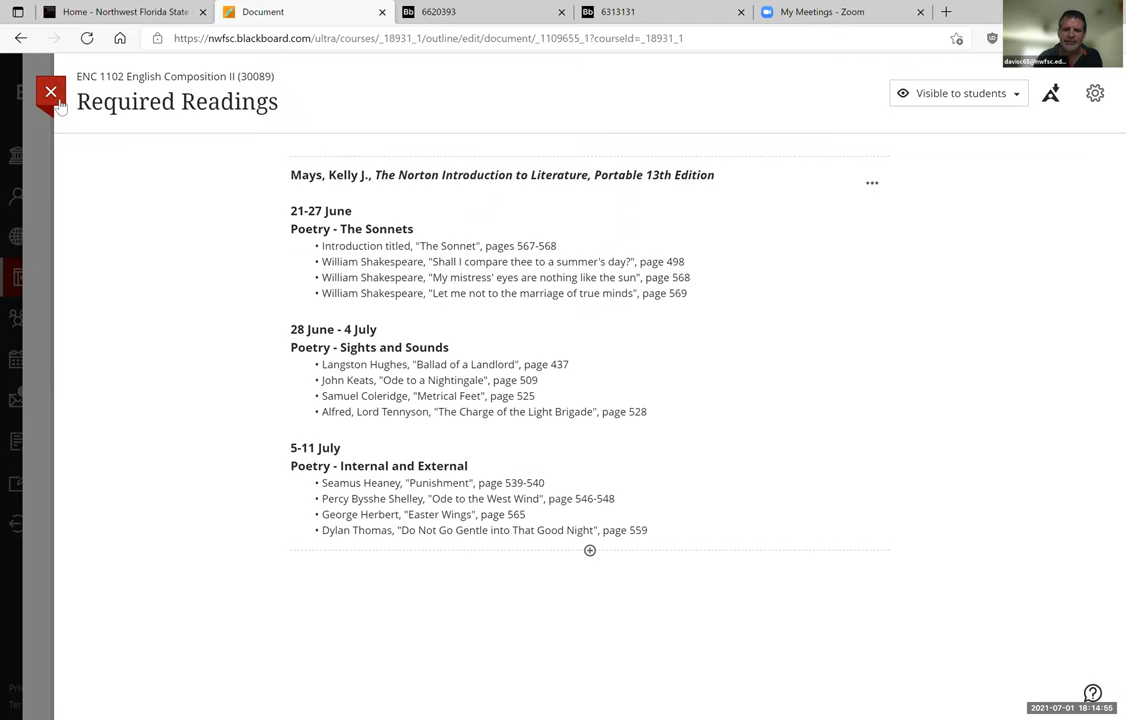 Home - Northwest Florida State
Document
6620393
6313131
My Meetings - Zoom
https://nwfsc.blackboard.com/ultra/courses/_18931_1/outline/edit/document/_1109655_1?courseId=_18931_1
davisc65@nwfsc.ed...
ENC 1102 English Composition II (30089)
Required Readings
Visible to students
Mays, Kelly J., The Norton Introduction to Literature, Portable 13th Edition
21-27 June
Poetry - The Sonnets
• Introduction titled, "The Sonnet", pages 567-568
• William Shakespeare, "Shall I compare thee to a summer's day?", page 498
• William Shakespeare, "My mistress' eyes are nothing like the sun", page 568
• William Shakespeare, "Let me not to the marriage of true minds", page 569
28 June - 4 July
Poetry - Sights and Sounds
• Langston Hughes, "Ballad of a Landlord", page 437
• John Keats, "Ode to a Nightingale", page 509
• Samuel Coleridge, "Metrical Feet", page 525
• Alfred, Lord Tennyson, "The Charge of the Light Brigade", page 528
5-11 July
Poetry - Internal and External
• Seamus Heaney, "Punishment", page 539-540
• Percy Bysshe Shelley, "Ode to the West Wind", page 546-548
• George Herbert, "Easter Wings", page 565
• Dylan Thomas, "Do Not Go Gentle into That Good Night", page 559
Pri
Ter
2021-07-01 18:14:55